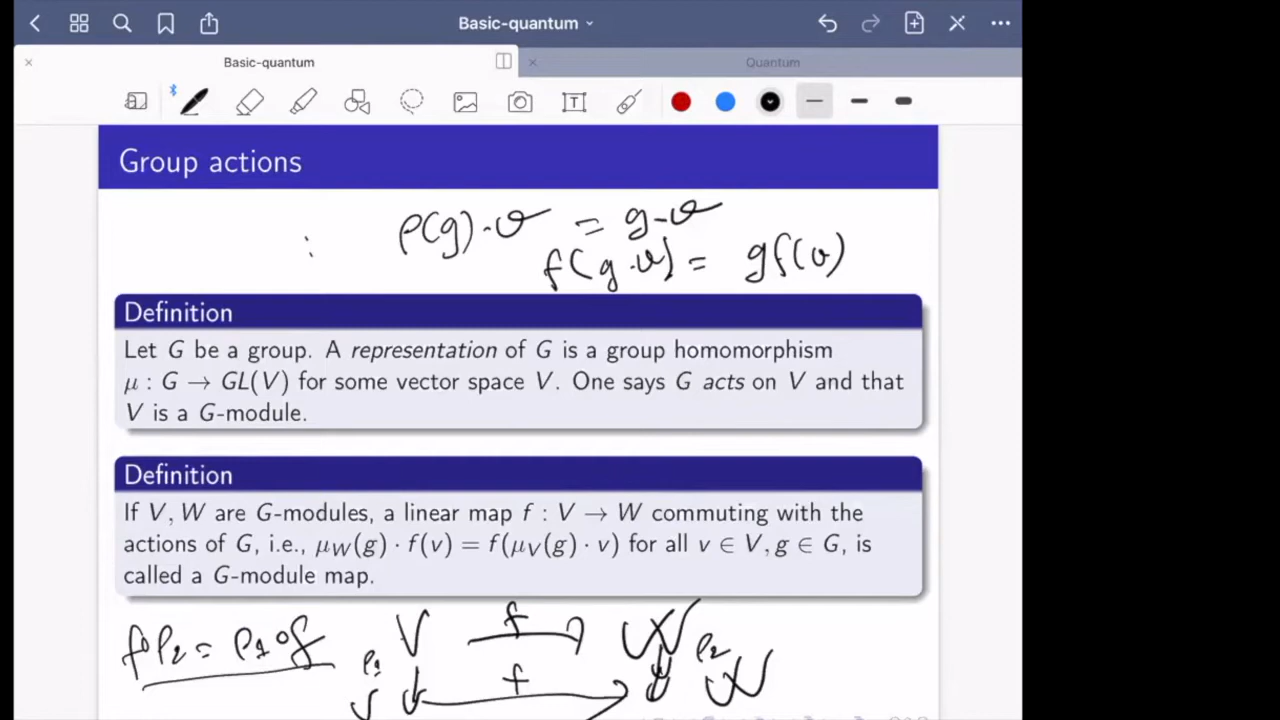 Basic-quantum
Basic-quantum
Quantum
T
Group actions
ρ(g)·v = g·v
f(g·v) = gf(v)
Definition
Let G be a group. A representation of G is a group homomorphism
μ : G → GL(V) for some vector space V. One says G acts on V and that
V is a G-module.
Definition
If V, W are G-modules, a linear map f : V → W commuting with the
actions of G, i.e., μ_W(g) · f(v) = f(μ_V(g) · v) for all v ∈ V, g ∈ G, is
called a G-module map.
f∘ρ₂ = ρ₁∘f
V f W
ρ₁ ρ₂
V f W